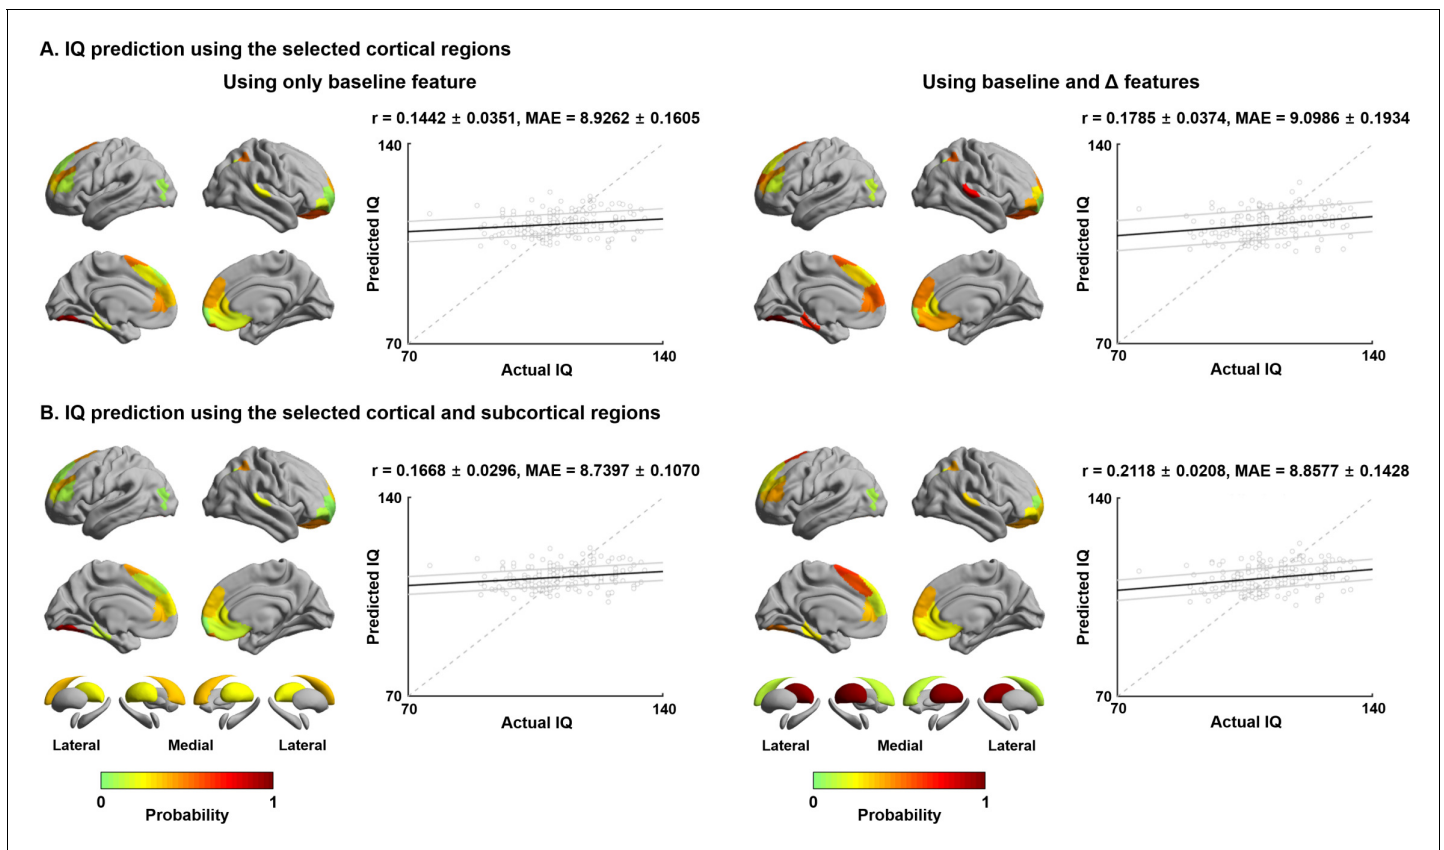 A. IQ prediction using the selected cortical regions
Using only baseline feature
Using baseline and Δ features
r = 0.1442 ± 0.0351, MAE = 8.9262 ± 0.1605
r = 0.1785 ± 0.0374, MAE = 9.0986 ± 0.1934
140
Predicted IQ
70
70
140
Actual IQ
140
Predicted IQ
70
70
140
Actual IQ
B. IQ prediction using the selected cortical and subcortical regions
r = 0.1668 ± 0.0296, MAE = 8.7397 ± 0.1070
r = 0.2118 ± 0.0208, MAE = 8.8577 ± 0.1428
140
Predicted IQ
70
70
140
Actual IQ
140
Predicted IQ
70
70
140
Actual IQ
Lateral
Medial
Lateral
Lateral
Medial
Lateral
0
1
Probability
0
1
Probability